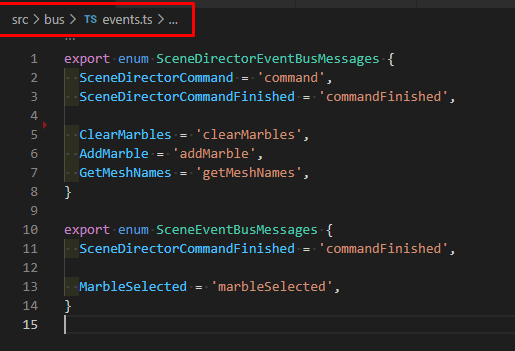 src > bus > TS events.ts > ...
...
1 export enum SceneDirectorEventBusMessages {
2 SceneDirectorCommand = 'command',
3 SceneDirectorCommandFinished = 'commandFinished',
4
5 ClearMarbles = 'clearMarbles',
6 AddMarble = 'addMarble',
7 GetMeshNames = 'getMeshNames',
8 }
9
10 export enum SceneEventBusMessages {
11 SceneDirectorCommandFinished = 'commandFinished',
12
13 MarbleSelected = 'marbleSelected',
14 }
15